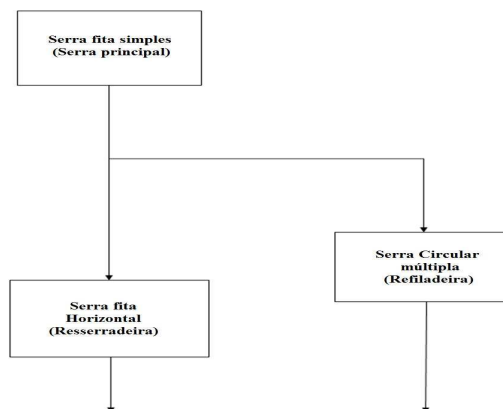 Serra fita simples
(Serra principal)
Serra Circular
múltipla
(Refiladeira)
Serra fita
Horizontal
(Resserradeira)